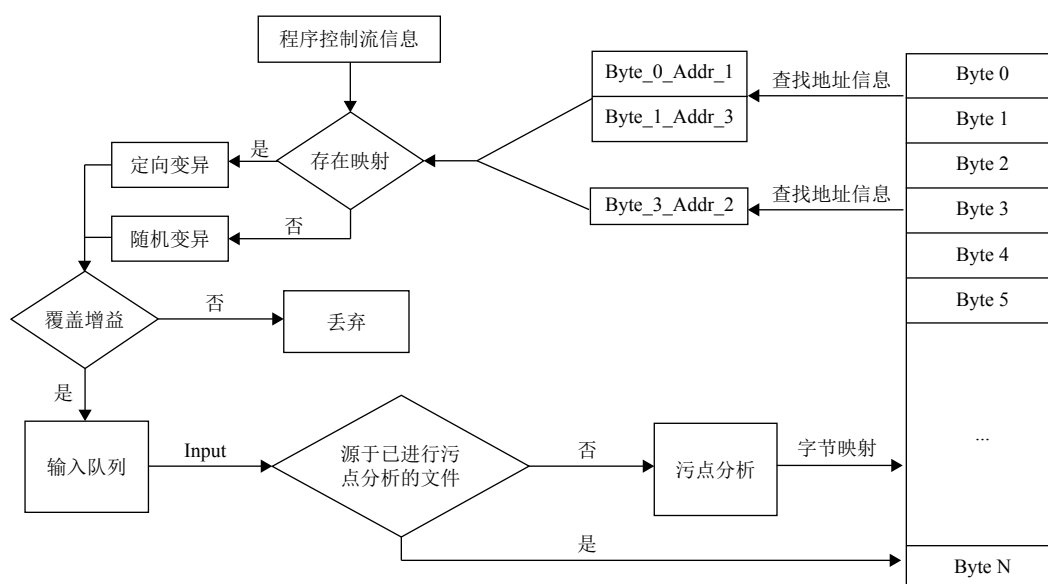 程序控制流信息
Byte_0_Addr_1
查找地址信息
Byte 0
Byte_1_Addr_3
Byte 1
是
定向变异
存在映射
Byte 2
查找地址信息
Byte_3_Addr_2
Byte 3
否
随机变异
Byte 4
否
Byte 5
覆盖增益
丢弃
是
...
Input
源于已进行污
点分析的文件
否
字节映射
输入队列
污点分析
是
Byte N